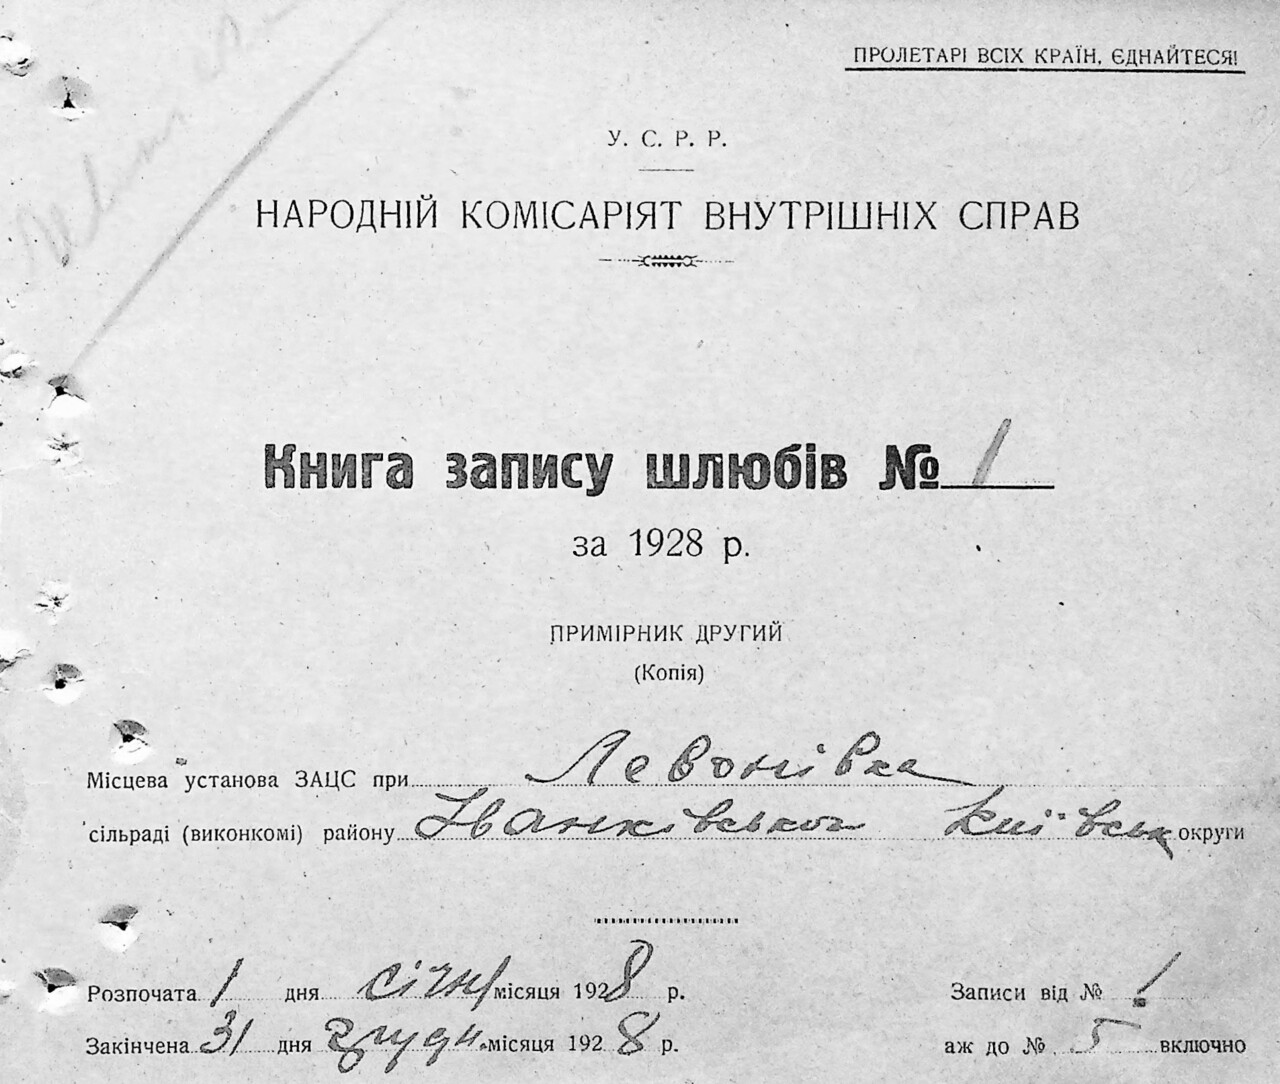 ПРОЛЕТАРІ ВСІХ КРАЇН, ЄДНАЙТЕСЯ!
У. С. Р. Р.
НАРОДНІЙ КОМІСАРІЯТ ВНУТРІШНІХ СПРАВ
Книга запису шлюбів № 1
за 1928 р.
ПРИМІРНИК ДРУГИЙ
(Копія)
Місцева установа ЗАЦС при Левонівка
сільраді (виконкомі) району Іванківського Київськ округи
Розпочата 1 дня січня місяця 1928 р. Записи від № 1
Закінчена 31 дня грудн. місяця 1928 р. аж до № 5 включно